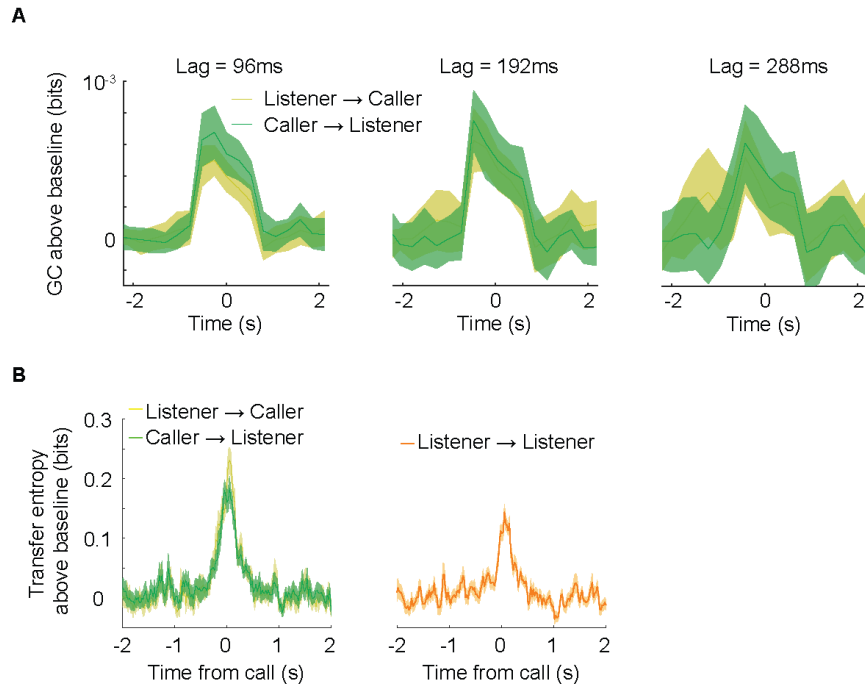 A
Lag = 96ms
Lag = 192ms
Lag = 288ms
10-3
Listener → Caller
Caller → Listener
GC above baseline (bits)
0
-2 0 2
-2 0 2
-2 0 2
Time (s)
Time (s)
Time (s)
B
Listener → Caller
Caller → Listener
Listener → Listener
Transfer entropy
above baseline (bits)
0.3
0.2
0.1
0
-2 -1 0 1 2
-2 -1 0 1 2
Time from call (s)
Time from call (s)